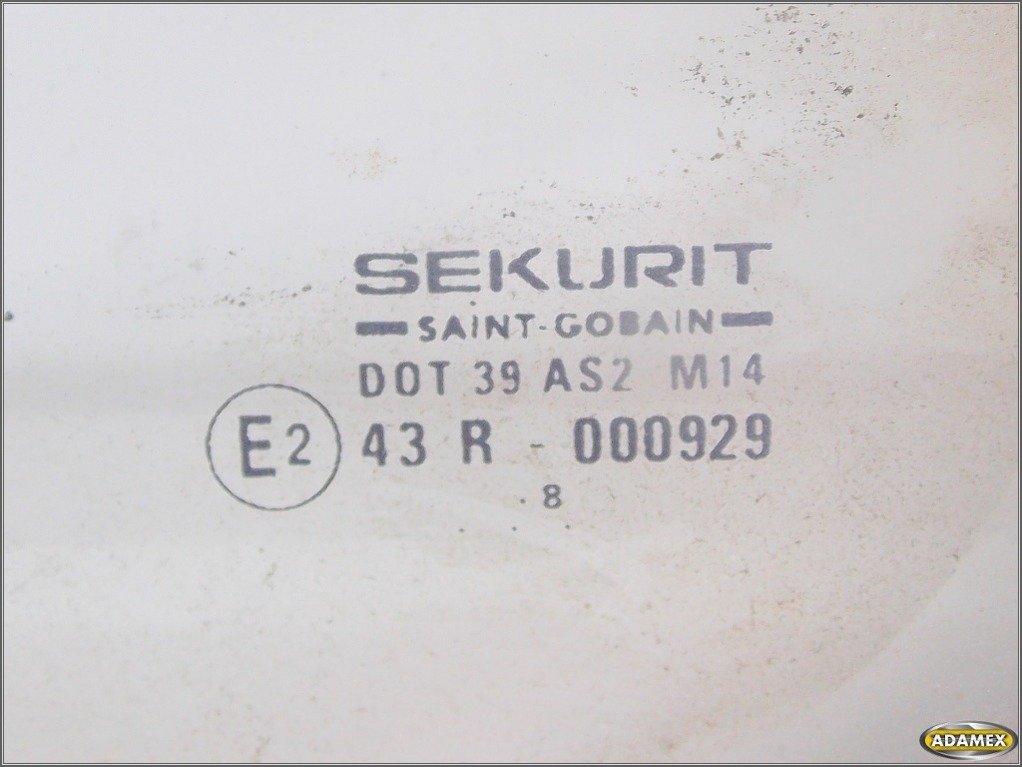 SEKURIT
SAINT-GOBAIN
DOT 39 AS2 M14
E2 43 R - 000929
. 8
ADAMEX